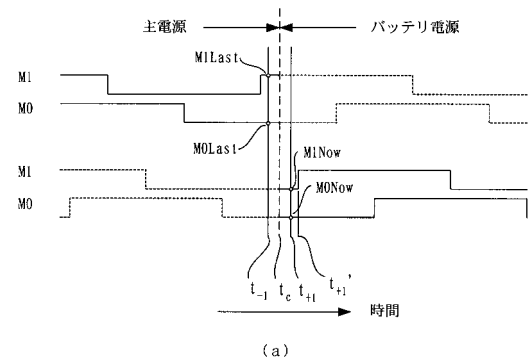 主電源 バッテリ電源
M1Last
M1
M0
M0Last
M1Now
M1
M0Now
M0
t-1 tc t+1 t+1'
時間
(a)